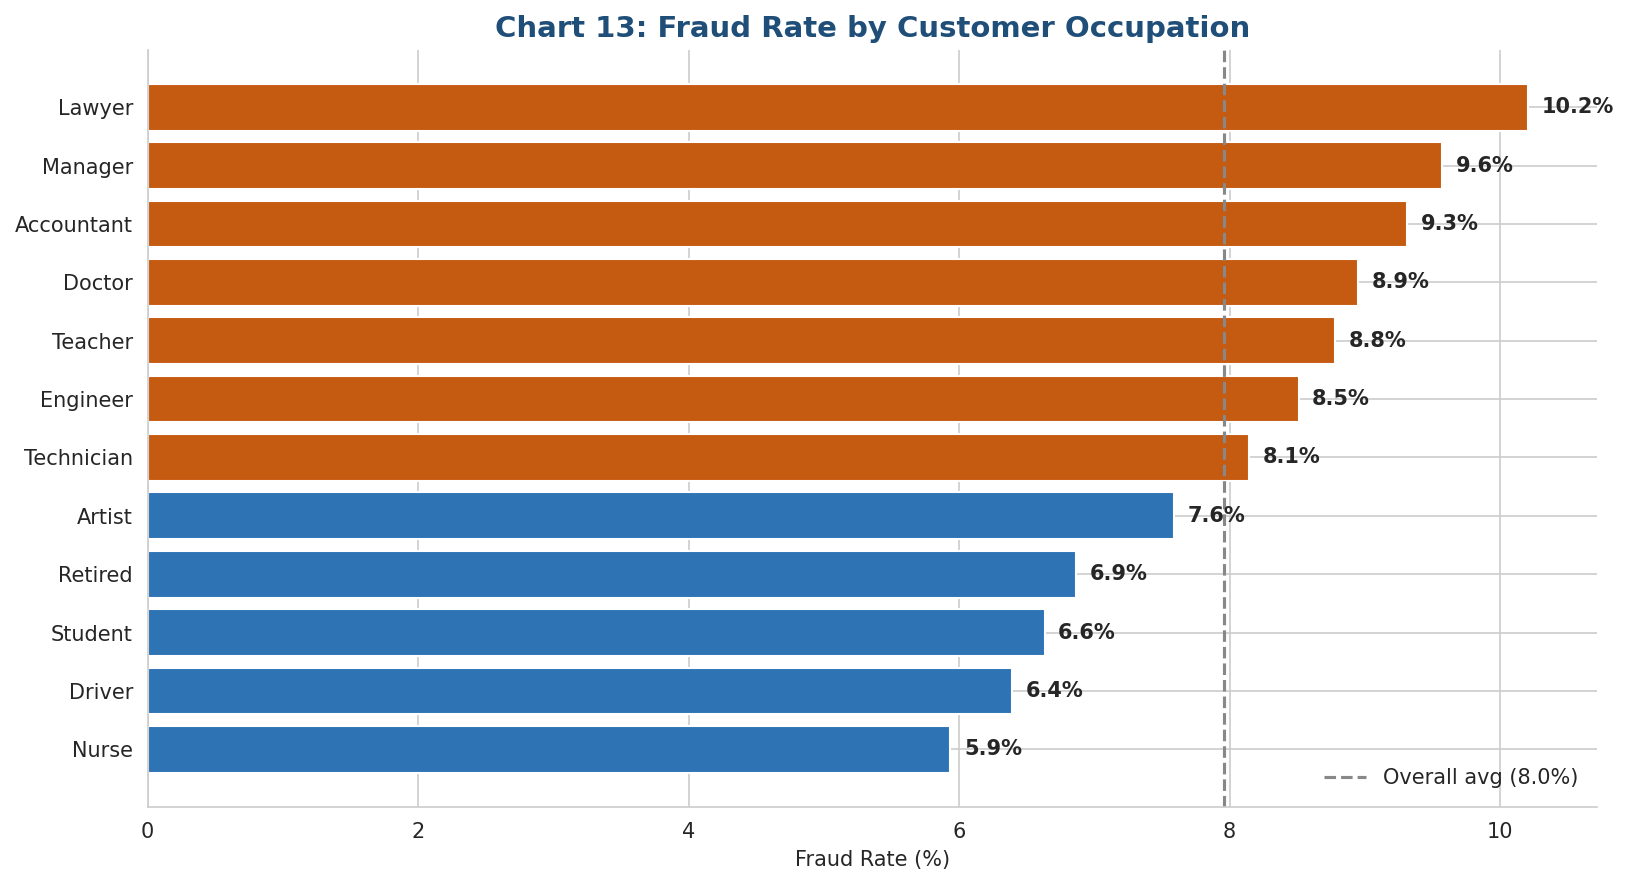 Chart 13: Fraud Rate by Customer Occupation
Lawyer 10.2%
Manager 9.6%
Accountant 9.3%
Doctor 8.9%
Teacher 8.8%
Engineer 8.5%
Technician 8.1%
Artist 7.6%
Retired 6.9%
Student 6.6%
Driver 6.4%
Nurse 5.9%
Overall avg (8.0%)
0 2 4 6 8 10
Fraud Rate (%)